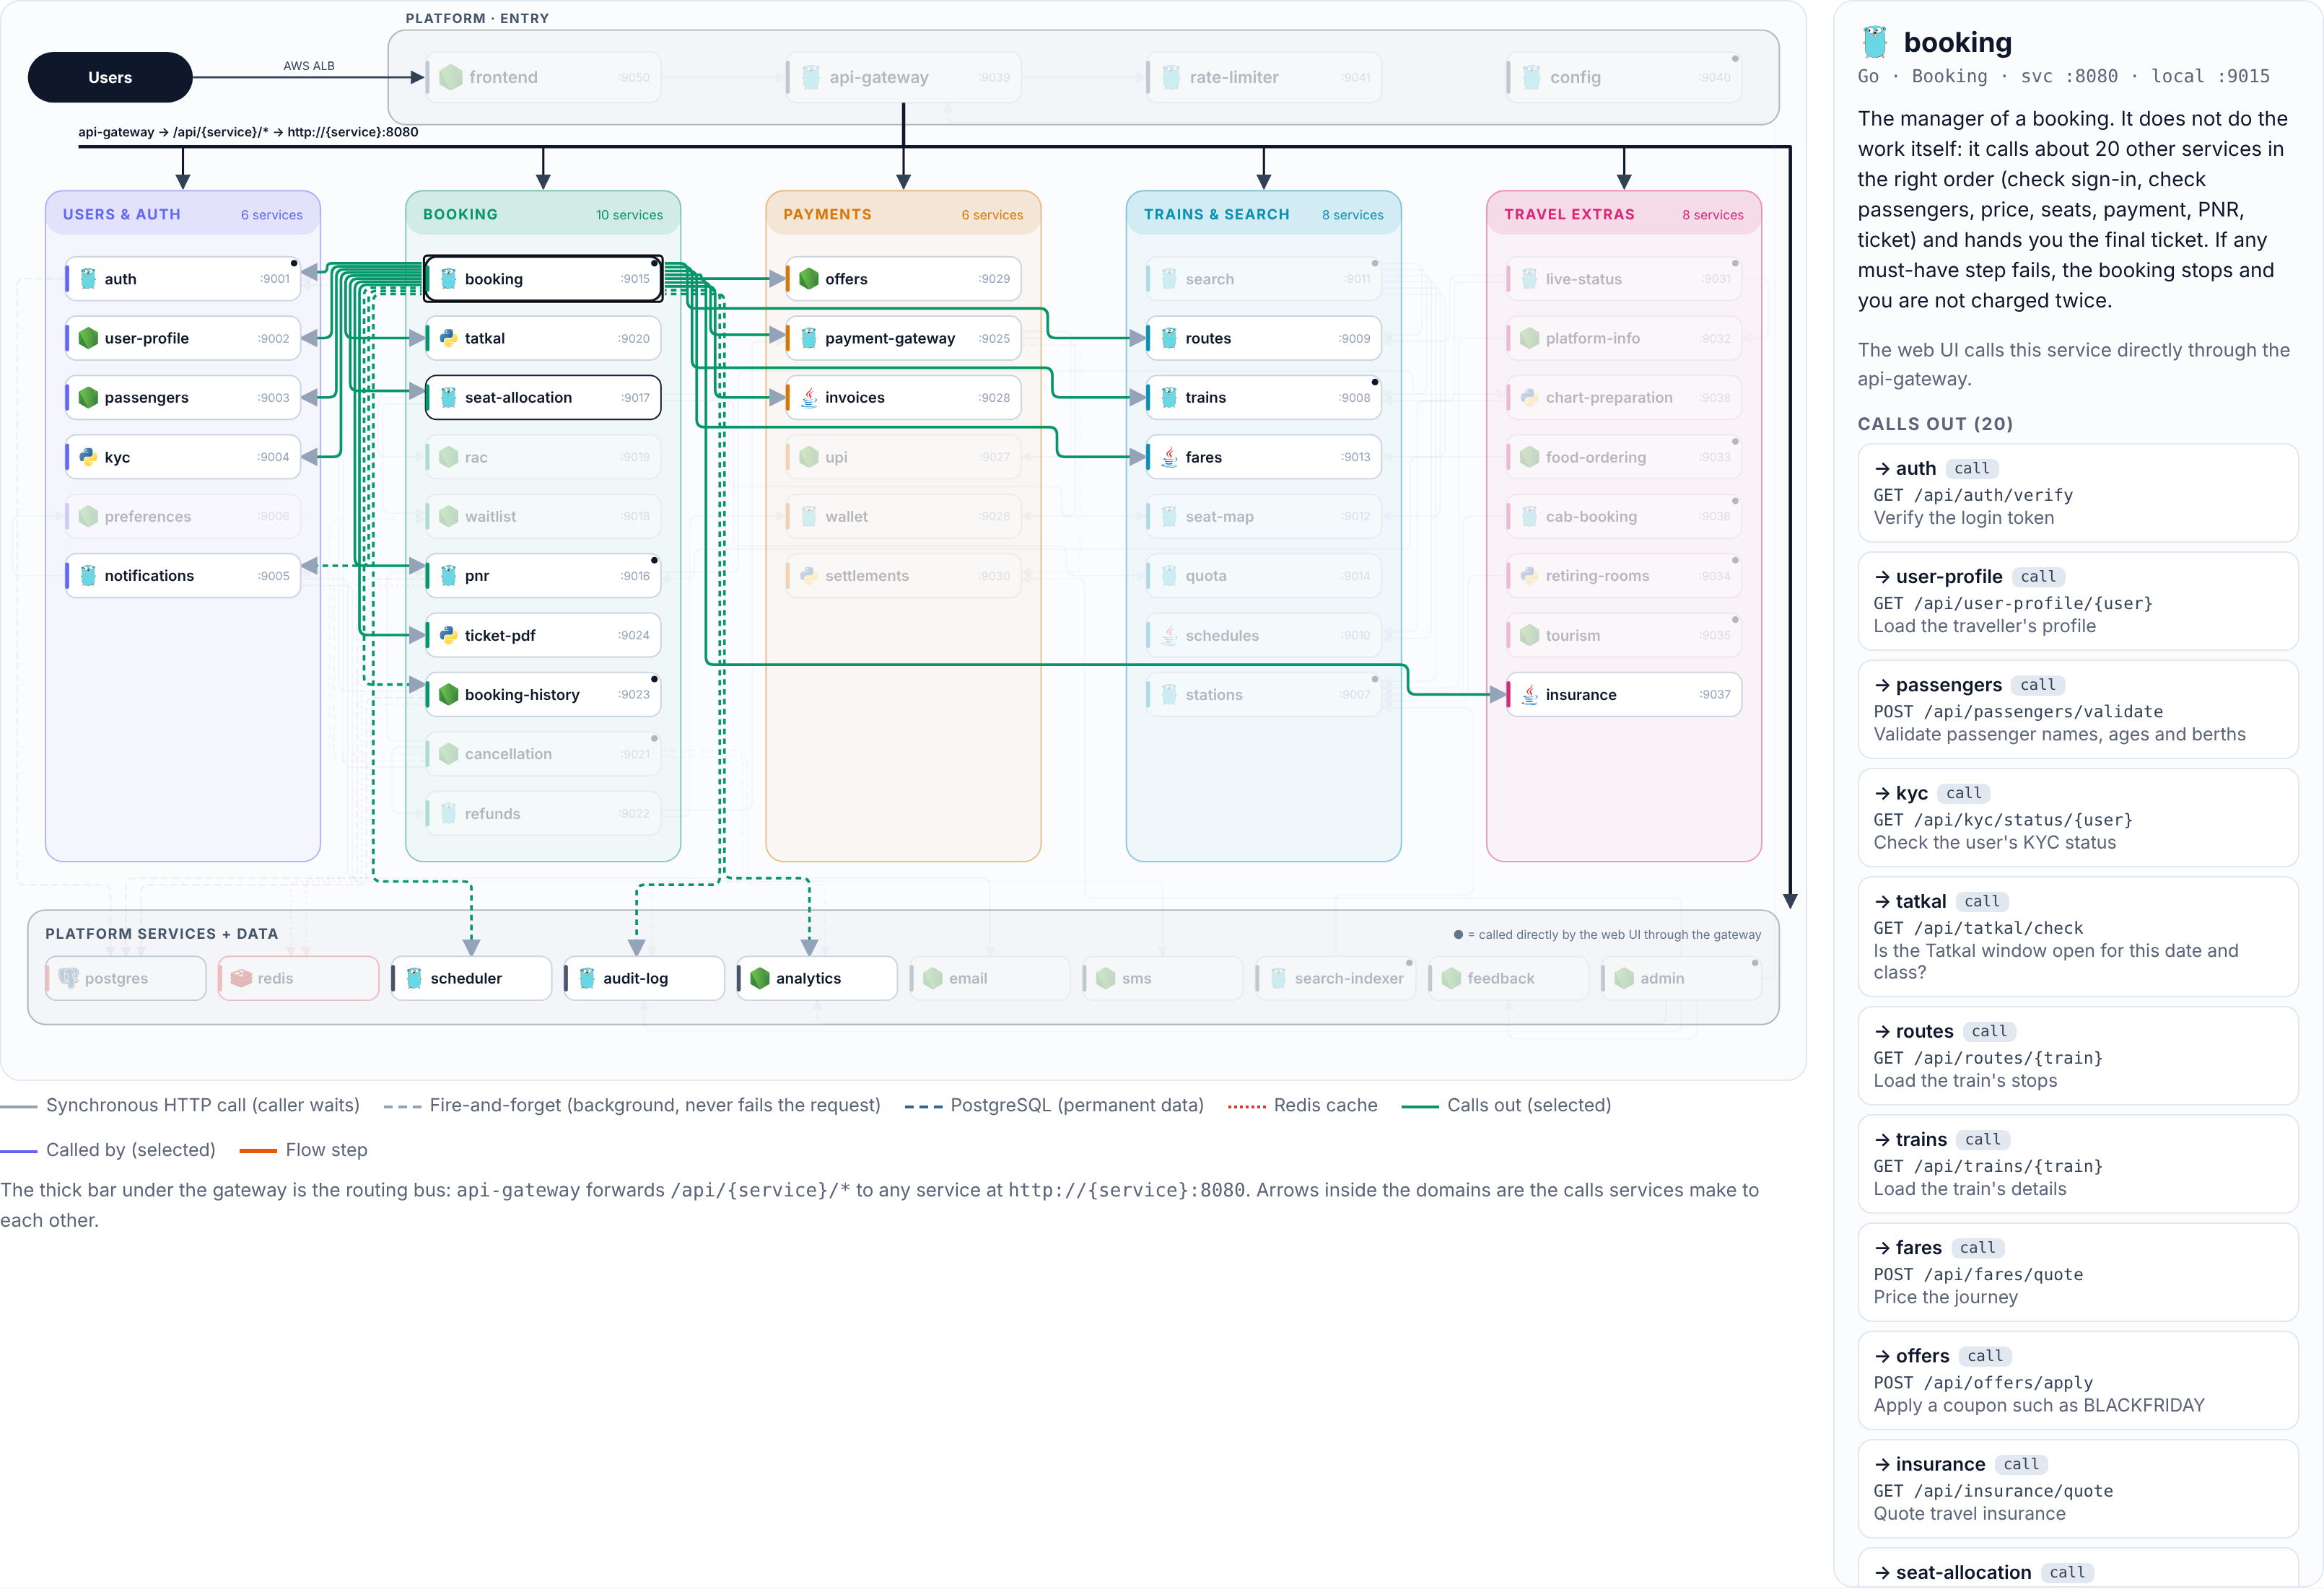 PLATFORM · ENTRY
Users
AWS ALB
frontend :9050
api-gateway :9039
rate-limiter :9041
config :9040
api-gateway → /api/{service}/* → http://{service}:8080
USERS & AUTH 6 services
auth :9001
user-profile :9002
passengers :9003
kyc :9004
preferences :9006
notifications :9005
BOOKING 10 services
booking :9015
tatkal :9020
seat-allocation :9017
rac :9019
waitlist :9018
pnr :9016
ticket-pdf :9024
booking-history :9023
cancellation :9021
refunds :9022
PAYMENTS 6 services
offers :9029
payment-gateway :9025
invoices :9028
upi :9027
wallet :9026
settlements :9030
TRAINS & SEARCH 8 services
search :9011
routes :9009
trains :9008
fares :9013
seat-map :9012
quota :9014
schedules :9010
stations :9007
TRAVEL EXTRAS 8 services
live-status :9031
platform-info :9032
chart-preparation :9038
food-ordering :9033
cab-booking :9036
retiring-rooms :9034
tourism :9035
insurance :9037
PLATFORM SERVICES + DATA
● = called directly by the web UI through the gateway
postgres
redis
scheduler
audit-log
analytics
email
sms
search-indexer
feedback
admin
Synchronous HTTP call (caller waits)
Fire-and-forget (background, never fails the request)
PostgreSQL (permanent data)
Redis cache
Calls out (selected)
Called by (selected)
Flow step
The thick bar under the gateway is the routing bus: api-gateway forwards /api/{service}/* to any service at http://{service}:8080. Arrows inside the domains are the calls services make to
each other.
booking
Go · Booking · svc :8080 · local :9015
The manager of a booking. It does not do the
work itself: it calls about 20 other services in
the right order (check sign-in, check
passengers, price, seats, payment, PNR,
ticket) and hands you the final ticket. If any
must-have step fails, the booking stops and
you are not charged twice.
The web UI calls this service directly through the
api-gateway.
CALLS OUT (20)
→ auth call
GET /api/auth/verify
Verify the login token
→ user-profile call
GET /api/user-profile/{user}
Load the traveller's profile
→ passengers call
POST /api/passengers/validate
Validate passenger names, ages and berths
→ kyc call
GET /api/kyc/status/{user}
Check the user's KYC status
→ tatkal call
GET /api/tatkal/check
Is the Tatkal window open for this date and
class?
→ routes call
GET /api/routes/{train}
Load the train's stops
→ trains call
GET /api/trains/{train}
Load the train's details
→ fares call
POST /api/fares/quote
Price the journey
→ offers call
POST /api/offers/apply
Apply a coupon such as BLACKFRIDAY
→ insurance call
GET /api/insurance/quote
Quote travel insurance
→ seat-allocation call